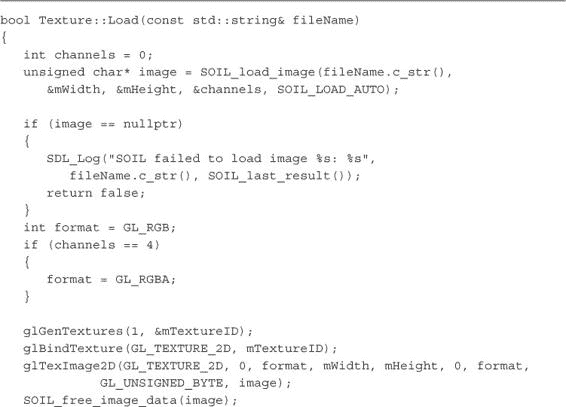 bool Texture::Load(const std::string& fileName)
{
   int channels = 0;
   unsigned char* image = SOIL_load_image(fileName.c_str(),
      &mWidth, &mHeight, &channels, SOIL_LOAD_AUTO);

   if (image == nullptr)
   {
      SDL_Log("SOIL failed to load image %s: %s",
         fileName.c_str(), SOIL_last_result());
      return false;
   }
   int format = GL_RGB;
   if (channels == 4)
   {
      format = GL_RGBA;
   }

   glGenTextures(1, &mTextureID);
   glBindTexture(GL_TEXTURE_2D, mTextureID);
   glTexImage2D(GL_TEXTURE_2D, 0, format, mWidth, mHeight, 0, format,
             GL_UNSIGNED_BYTE, image);
   SOIL_free_image_data(image);